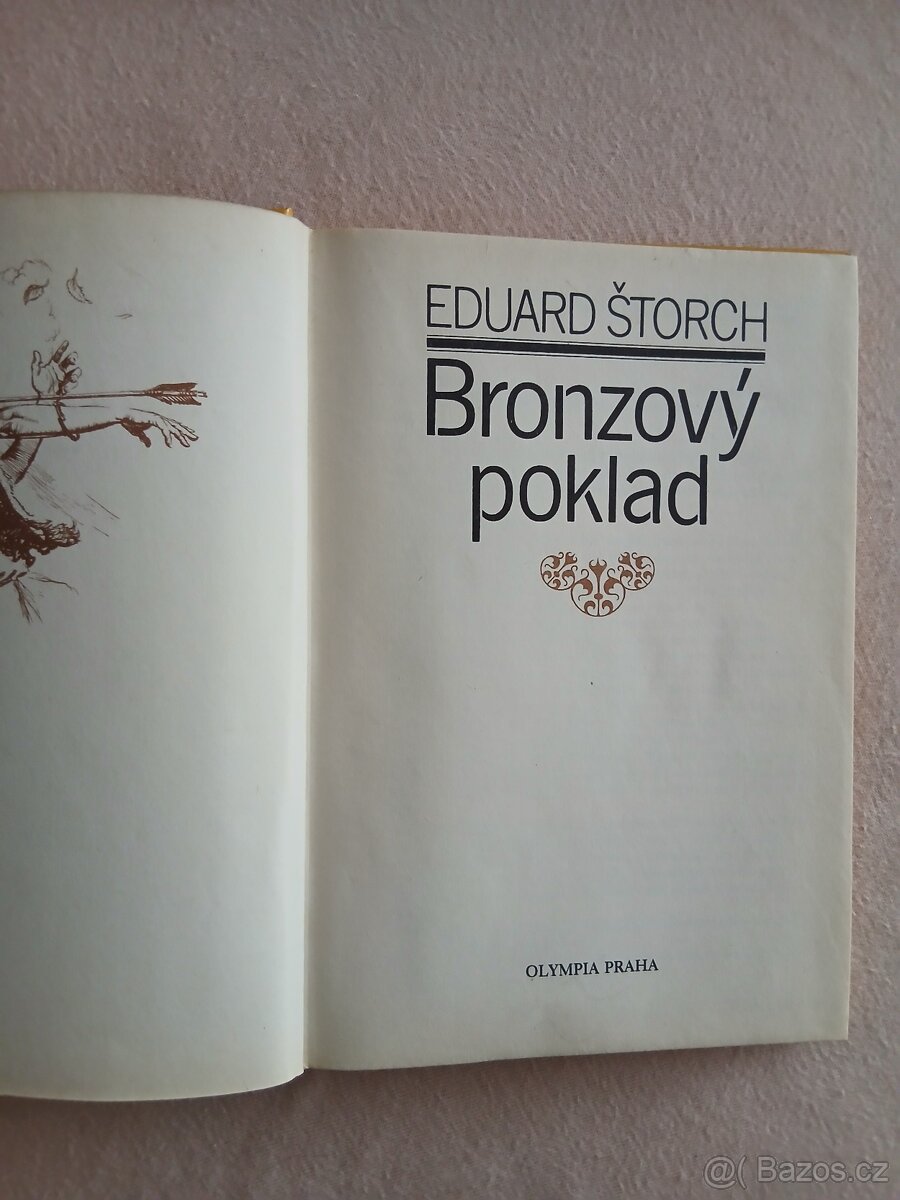 EDUARD ŠTORCH
Bronzový
poklad
OLYMPIA PRAHA
@( Bazos.cz